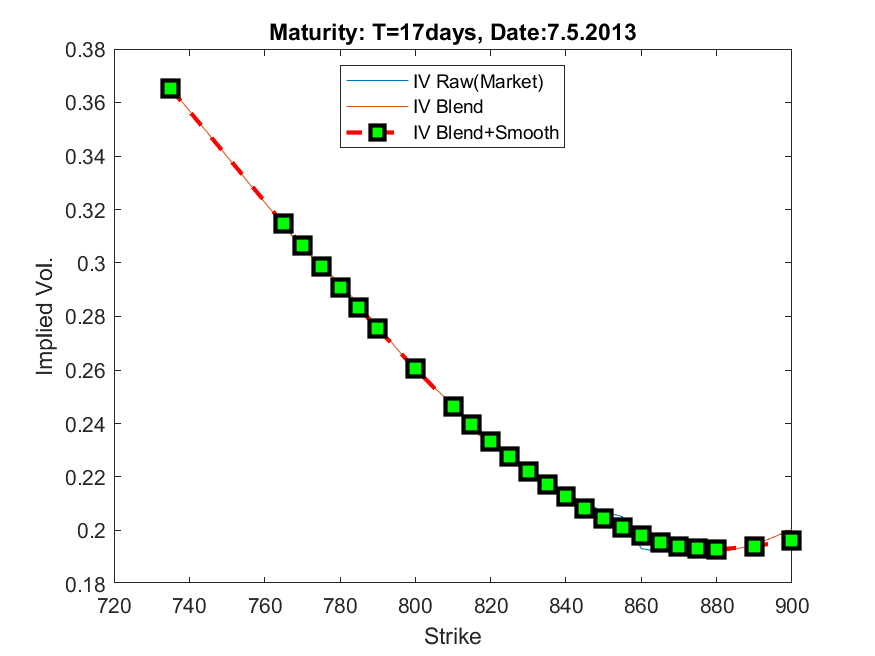 Maturity: T=17days, Date:7.5.2013
IV Raw(Market)
IV Blend
IV Blend+Smooth
Implied Vol.
0.38
0.36
0.34
0.32
0.3
0.28
0.26
0.24
0.22
0.2
0.18
720 740 760 780 800 820 840 860 880 900
Strike